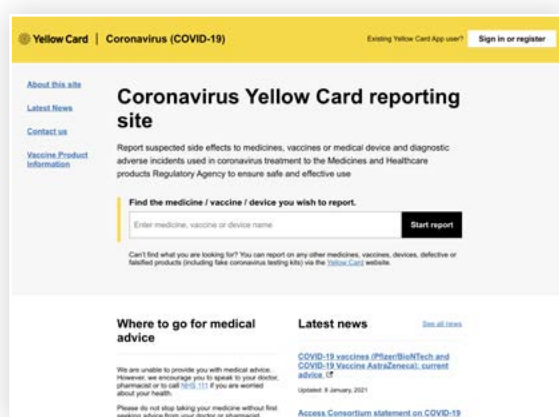 Yellow Card | Coronavirus (COVID-19)
Existing Yellow Card App user?
Sign in or register
About this site
Latest News
Contact us
Vaccine Product
Information
Coronavirus Yellow Card reporting
site
Report suspected side effects to medicines, vaccines or medical device and diagnostic
adverse incidents used in coronavirus treatment to the Medicines and Healthcare
products Regulatory Agency to ensure safe and effective use
Find the medicine / vaccine / device you wish to report.
Enter medicine, vaccine or device name
Start report
Can't find what you are looking for? You can report on any other medicines, vaccines, devices, defective or
falsified products (including fake coronavirus testing kits) via the Yellow Card website.
Where to go for medical
advice
We are unable to provide you with medical advice.
However, we encourage you to speak to your doctor,
pharmacist or to call NHS 111 if you are worried
about your health.
Please do not stop taking your medicine without first
seeking advice from your doctor or pharmacist.
Latest news
See all news
COVID-19 vaccines (Pfizer/BioNTech and
COVID-19 Vaccine AstraZeneca): current
advice
Updated: 8 January, 2021
Access Consortium statement on COVID-19